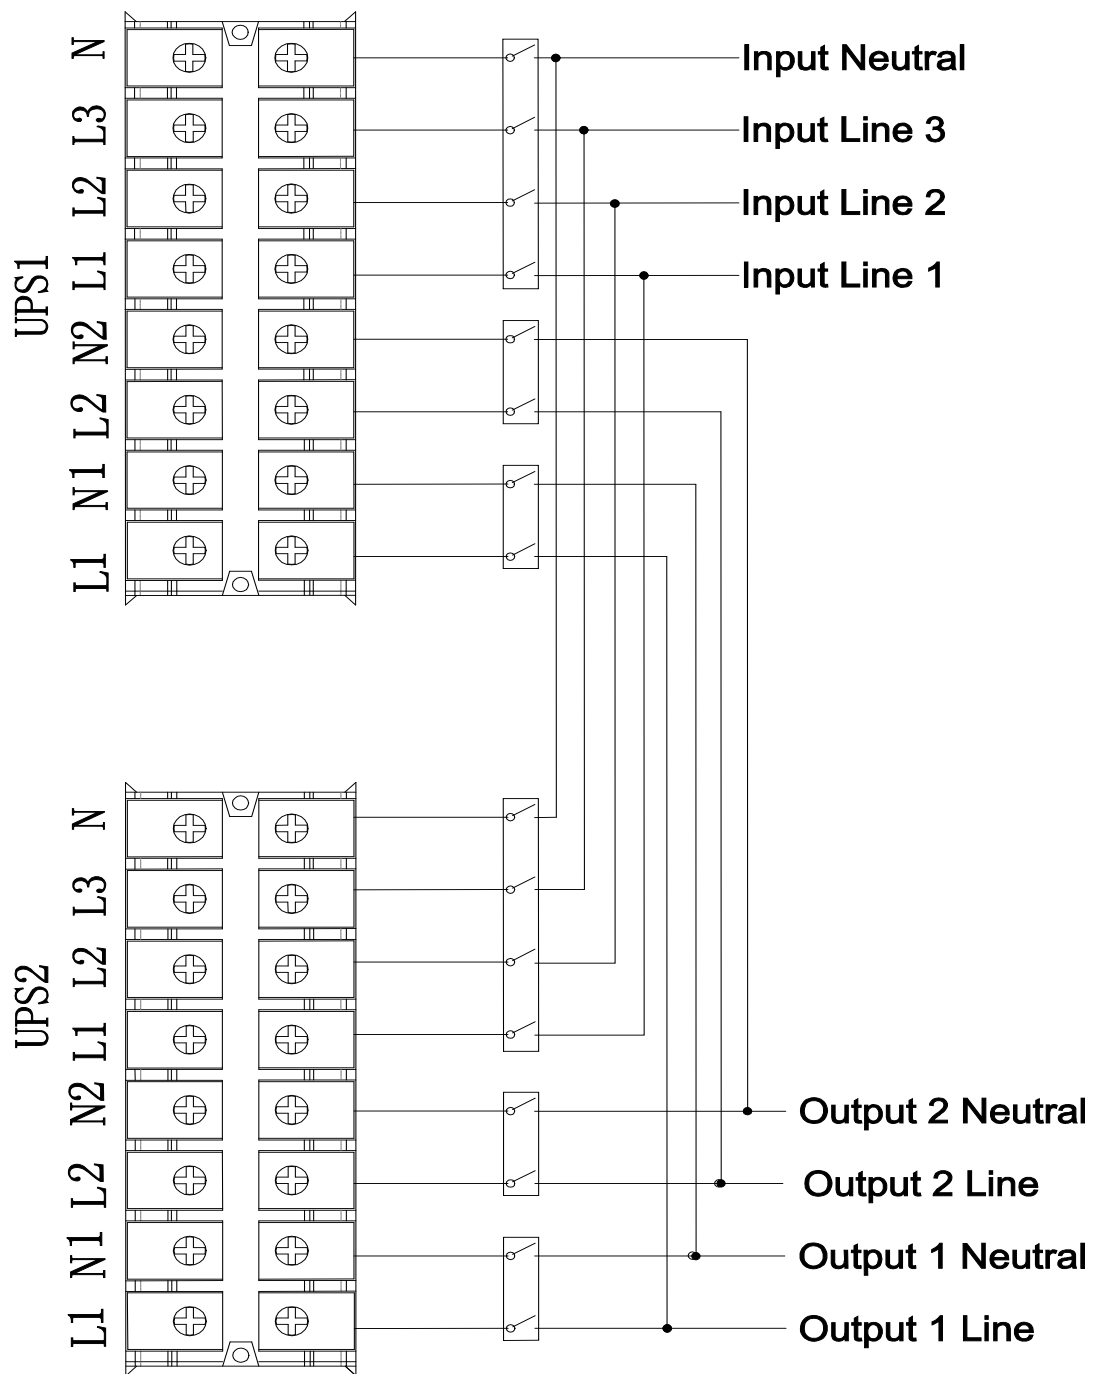 UPS1
N
Input Neutral
L3
Input Line 3
L2
Input Line 2
L1
Input Line 1
N2
L2
N1
L1
UPS2
N
L3
L2
L1
N2
Output 2 Neutral
L2
Output 2 Line
N1
Output 1 Neutral
L1
Output 1 Line